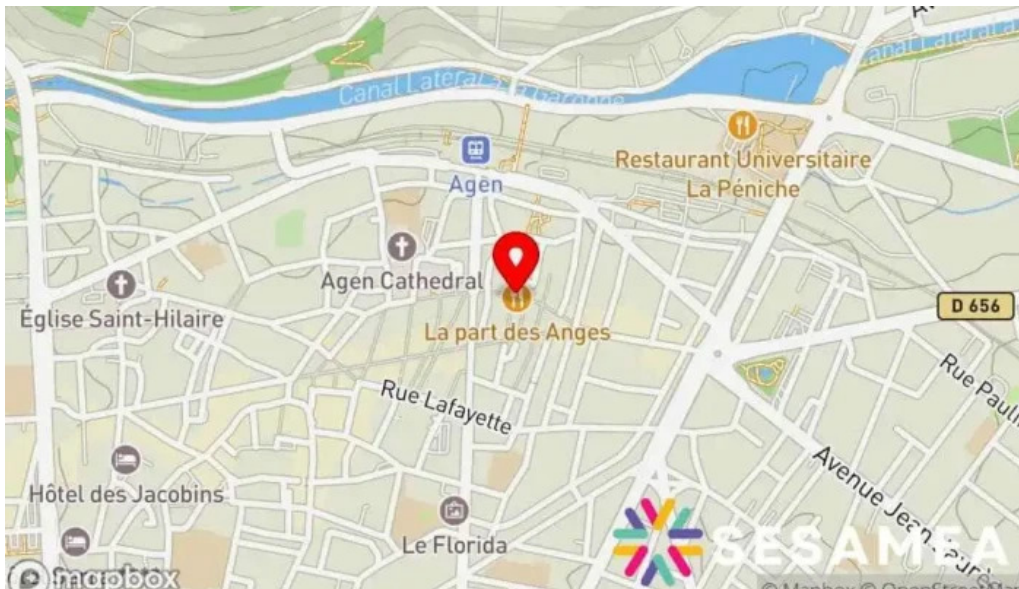 Canal Latéral à la Garonne
Canal Latéral à
Restaurant Universitaire
La Péniche
Agen
Agen Cathedral
Église Saint-Hilaire
D 656
La part des Anges
Rue Lafayette
Rue Pauli
Avenue Jean Jaurè
Hôtel des Jacobins
Le Florida
SESAMEA
mapbox
© Mapbox © OpenStreetMap